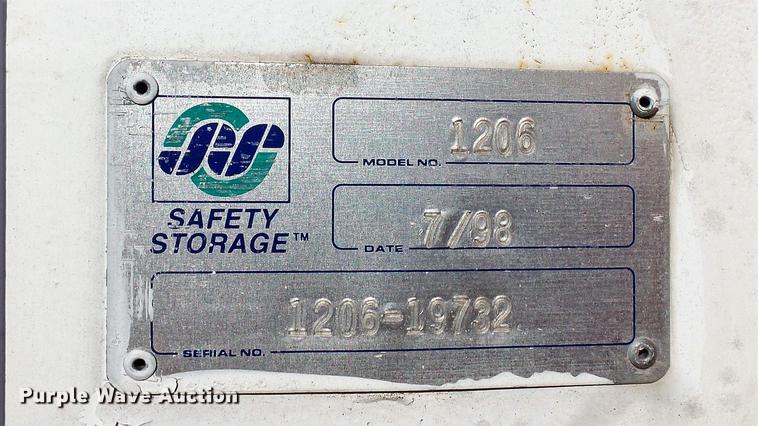 1206
MODEL NO.
SAFETY
STORAGE™
7/98
DATE
1206-19732
SERIAL NO.
Purple Wave Auction